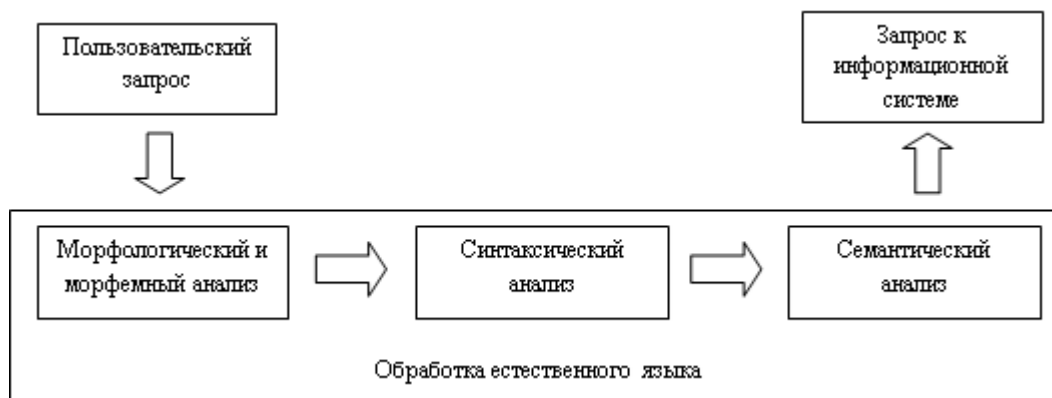 Пользовательский
запрос
Запрос к
информационной
системе
Морфологический и
морфемный анализ
Синтаксический
анализ
Семантический
анализ
Обработка естественного языка